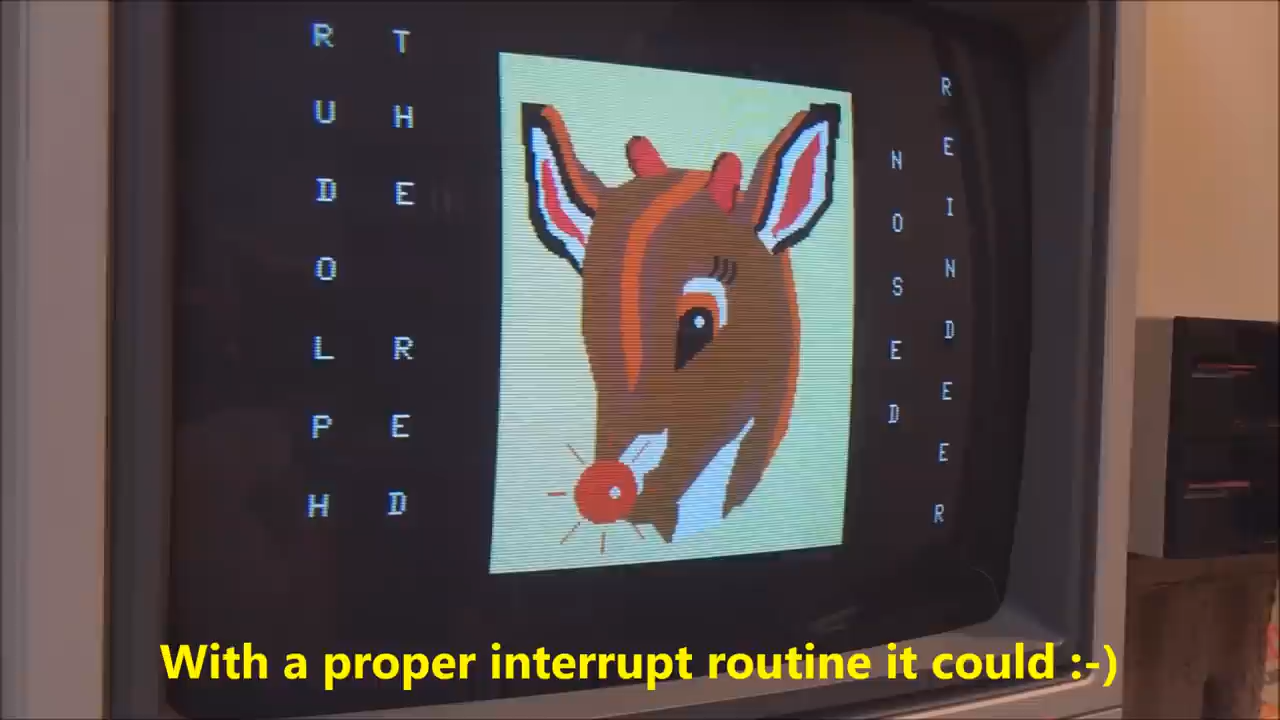 RUDOLPH
THE RED
NOSED
REINDEER
With a proper interrupt routine it could :-)